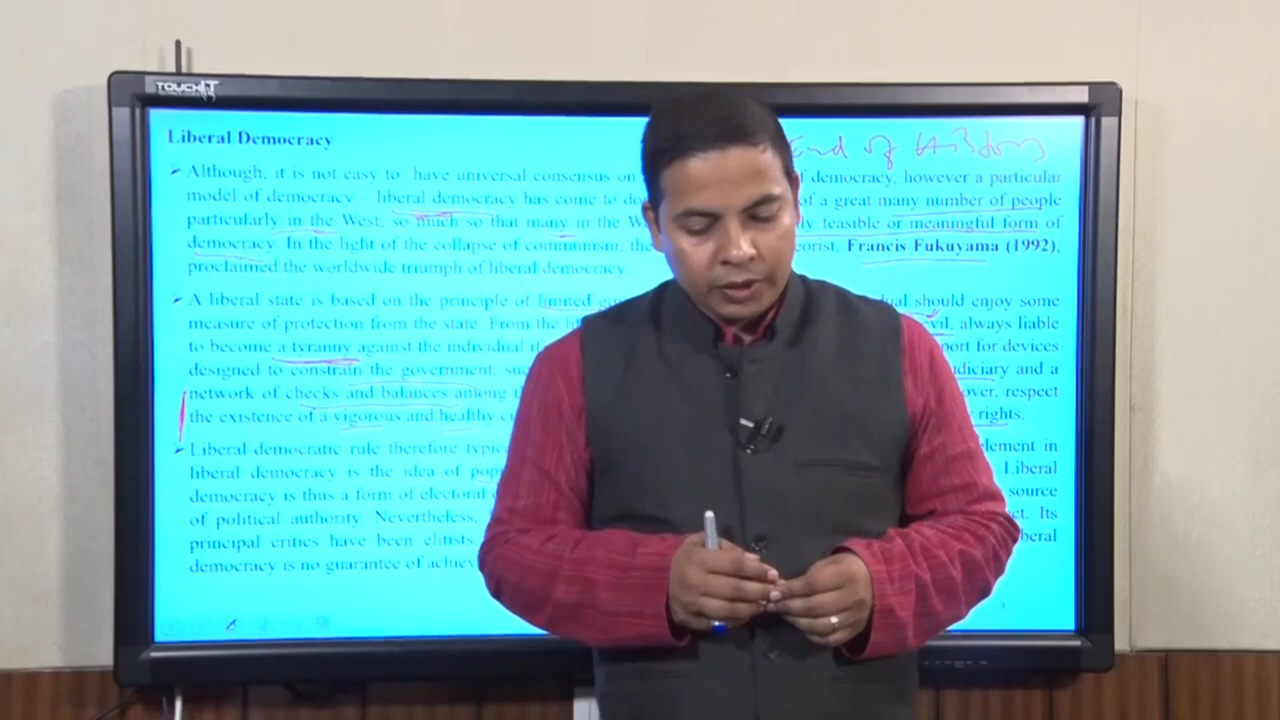 TOUCHIT
Liberal Democracy
End of History
➤ Although, it is not easy to have universal consensus on of democracy, however a particular
model of democracy liberal democracy has come to do of a great many number of people
particularly in the West, so much so that many in the W ly feasible or meaningful form of
democracy. In the light of the collapse of communism, the orist, Francis Fukuyama (1992),
proclaimed the worldwide triumph of liberal democracy.
➤ A liberal state is based on the principle of limited go dual should enjoy some
measure of protection from the state. From the li evil, always liable
to become a tyranny against the individual i port for devices
designed to constrain the government, su udiciary and a
network of checks and balances among t over, respect
the existence of a vigorous and healthy ci rights.
➤ Liberal-democratic rule therefore typic element in
liberal democracy is the idea of pop Liberal
democracy is thus a form of electoral source
of political authority. Nevertheless, et. Its
principal critics have been elitists iberal
democracy is no guarantee of achiev
3